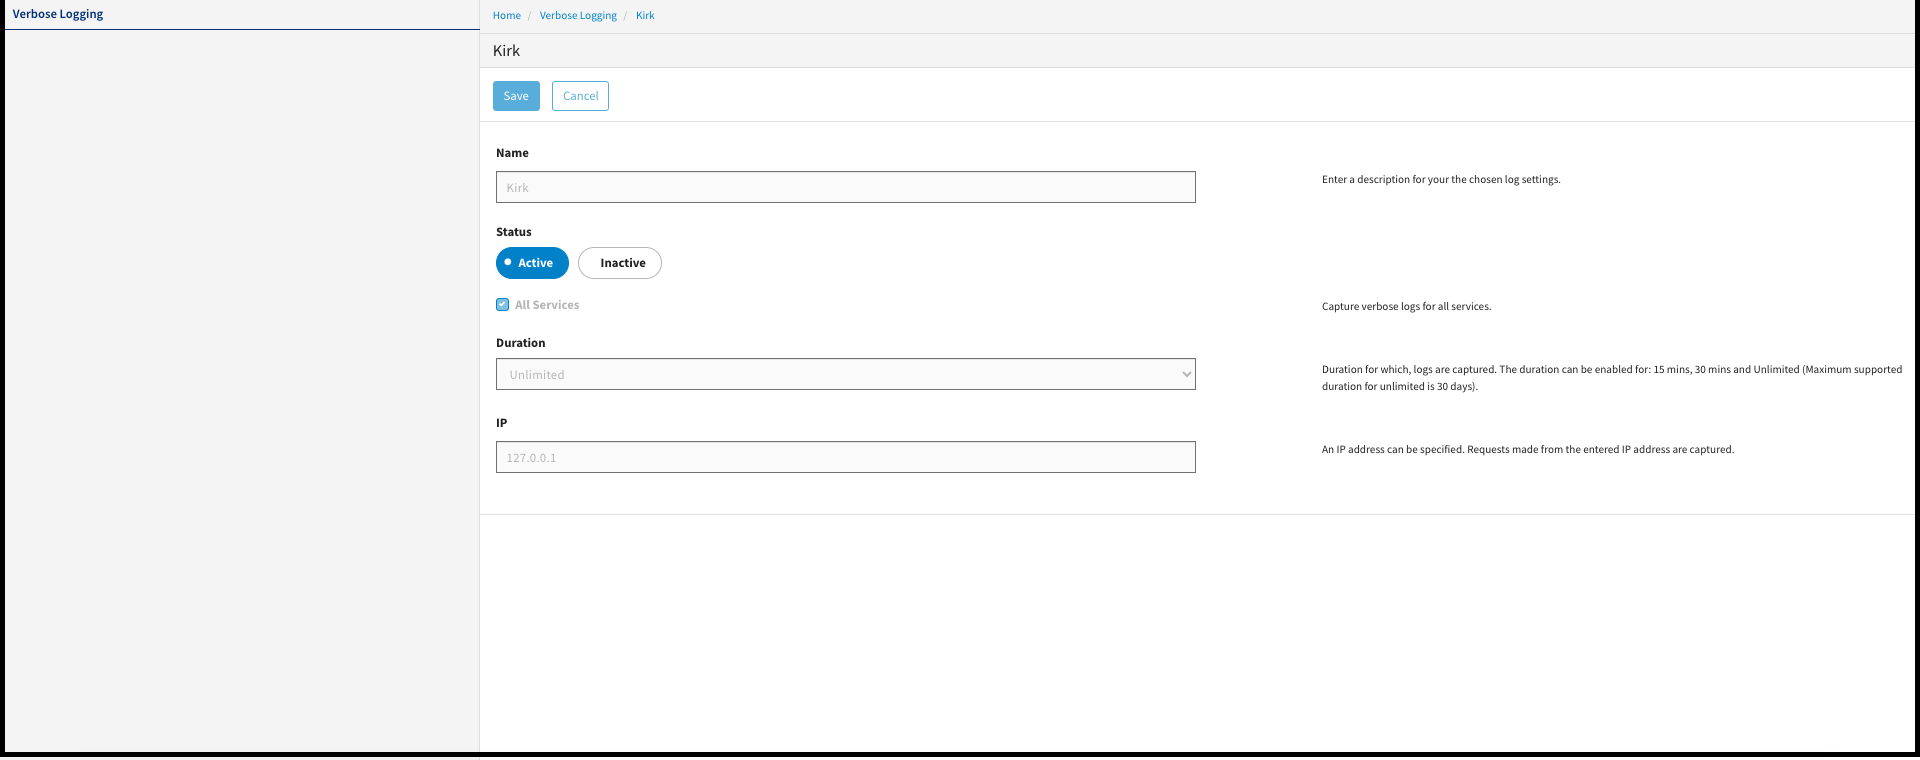 Verbose Logging
Home / Verbose Logging / Kirk
Kirk
Save Cancel
Name
Kirk
Enter a description for your the chosen log settings.
Status
Active Inactive
All Services
Capture verbose logs for all services.
Duration
Unlimited
Duration for which, logs are captured. The duration can be enabled for: 15 mins, 30 mins and Unlimited (Maximum supported
duration for unlimited is 30 days).
IP
127.0.0.1
An IP address can be specified. Requests made from the entered IP address are captured.